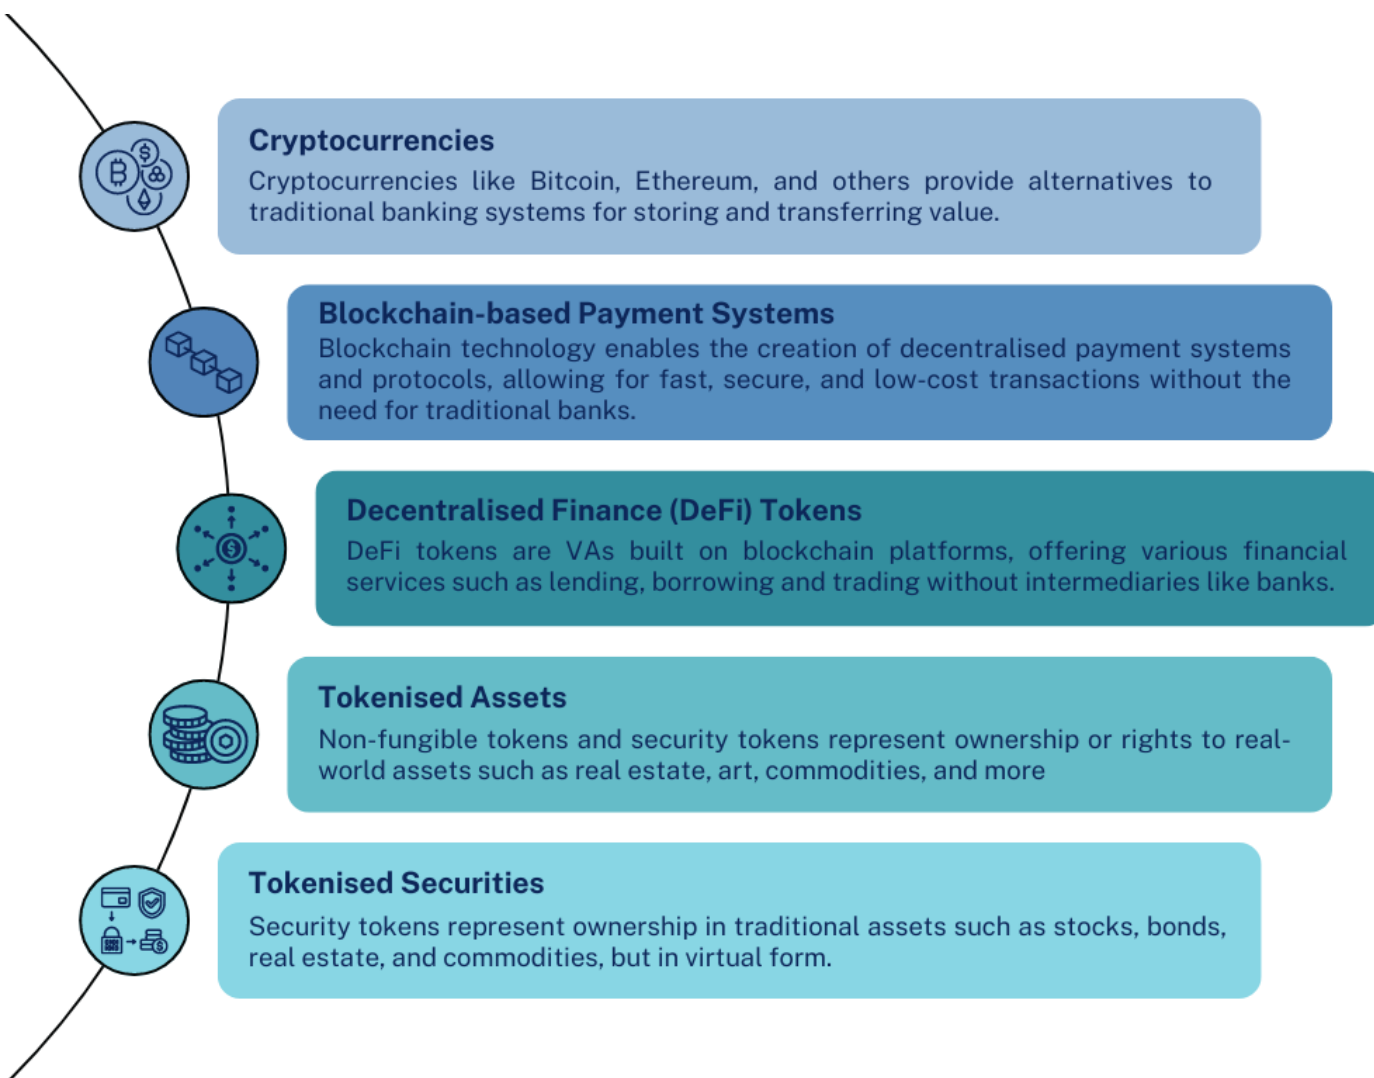 Cryptocurrencies
Cryptocurrencies like Bitcoin, Ethereum, and others provide alternatives to
traditional banking systems for storing and transferring value.
Blockchain-based Payment Systems
Blockchain technology enables the creation of decentralised payment systems
and protocols, allowing for fast, secure, and low-cost transactions without the
need for traditional banks.
Decentralised Finance (DeFi) Tokens
DeFi tokens are VAs built on blockchain platforms, offering various financial
services such as lending, borrowing and trading without intermediaries like banks.
Tokenised Assets
Non-fungible tokens and security tokens represent ownership or rights to real-
world assets such as real estate, art, commodities, and more
Tokenised Securities
Security tokens represent ownership in traditional assets such as stocks, bonds,
real estate, and commodities, but in virtual form.